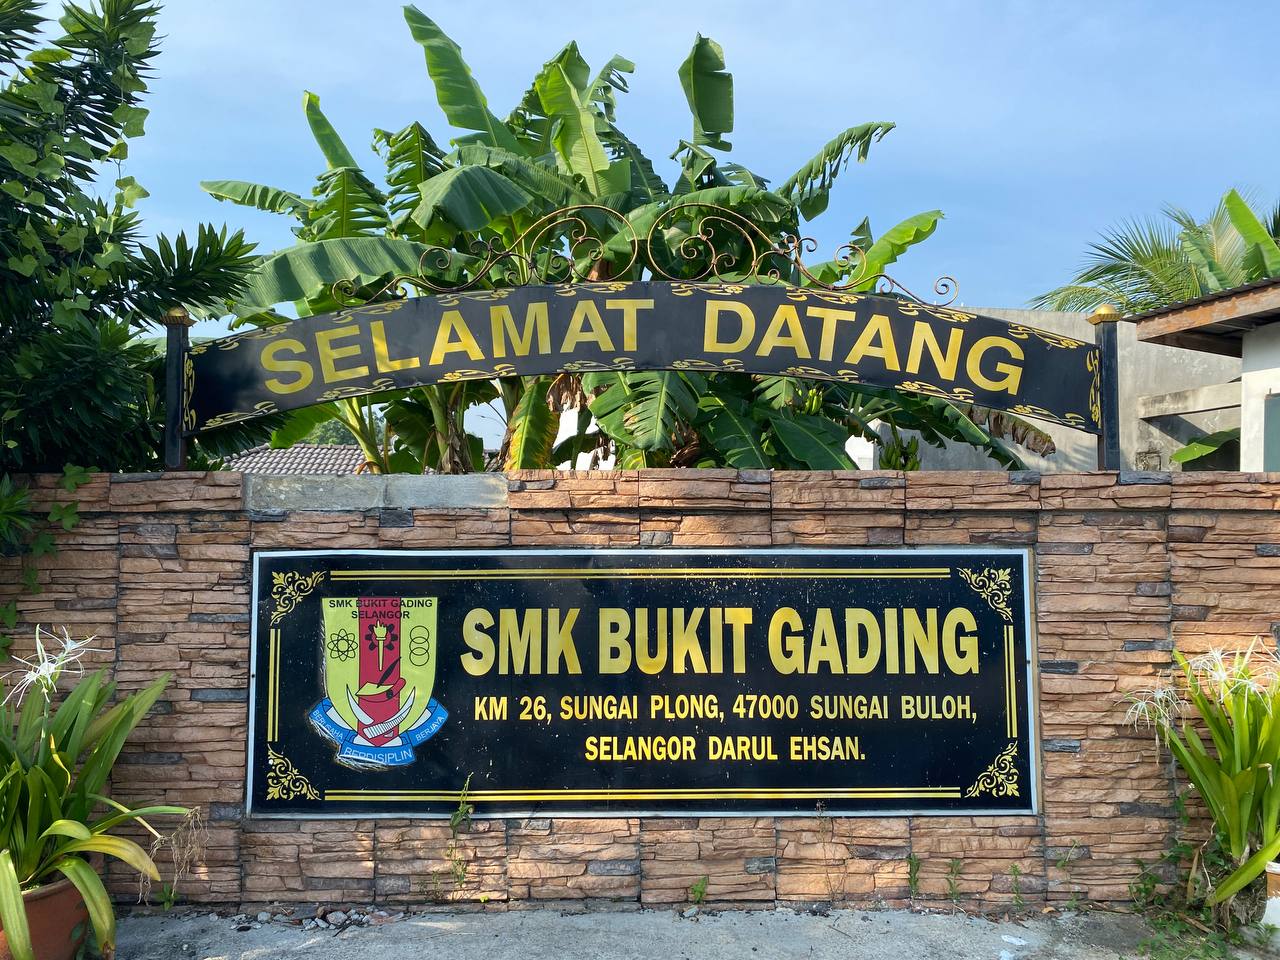 SELAMAT DATANG
SMK BUKIT GADING
SELANGOR
BERUSAHA BERDISIPLIN BERJAYA
SMK BUKIT GADING
KM 26, SUNGAI PLONG, 47000 SUNGAI BULOH,
SELANGOR DARUL EHSAN.